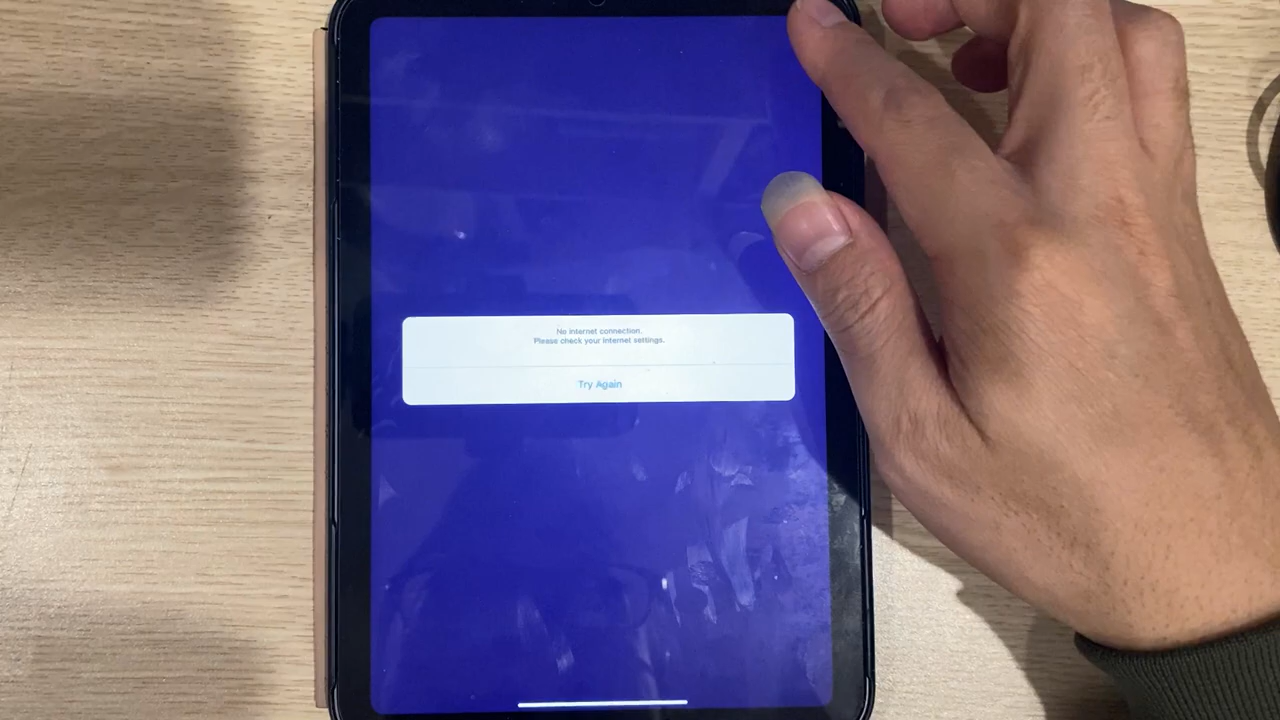 No internet connection.
Please check your internet settings.
Try Again